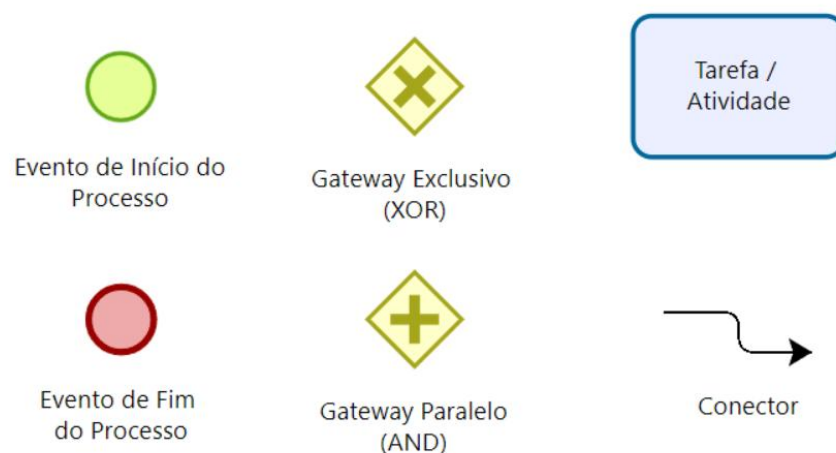 Tarefa /
Atividade
Evento de Início do
Processo
Gateway Exclusivo
(XOR)
Evento de Fim
do Processo
Gateway Paralelo
(AND)
Conector